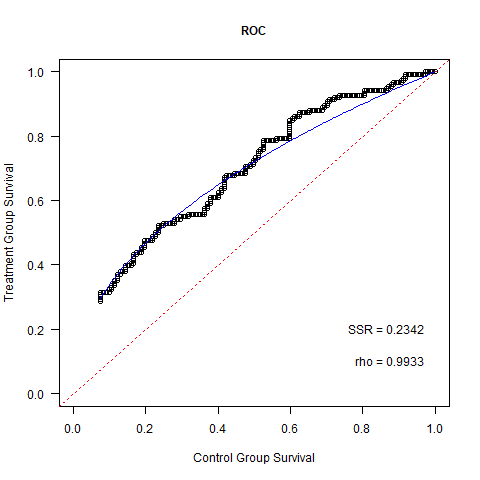 ROC
1.0
0.8
0.6
0.4
0.2
0.0
Treatment Group Survival
SSR = 0.2342
rho = 0.9933
0.0 0.2 0.4 0.6 0.8 1.0
Control Group Survival